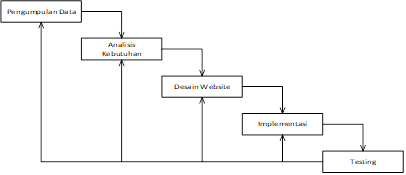 Pengumpulan Data
Analisis
Kebutuhan
Desain Website
Implementasi
Testing